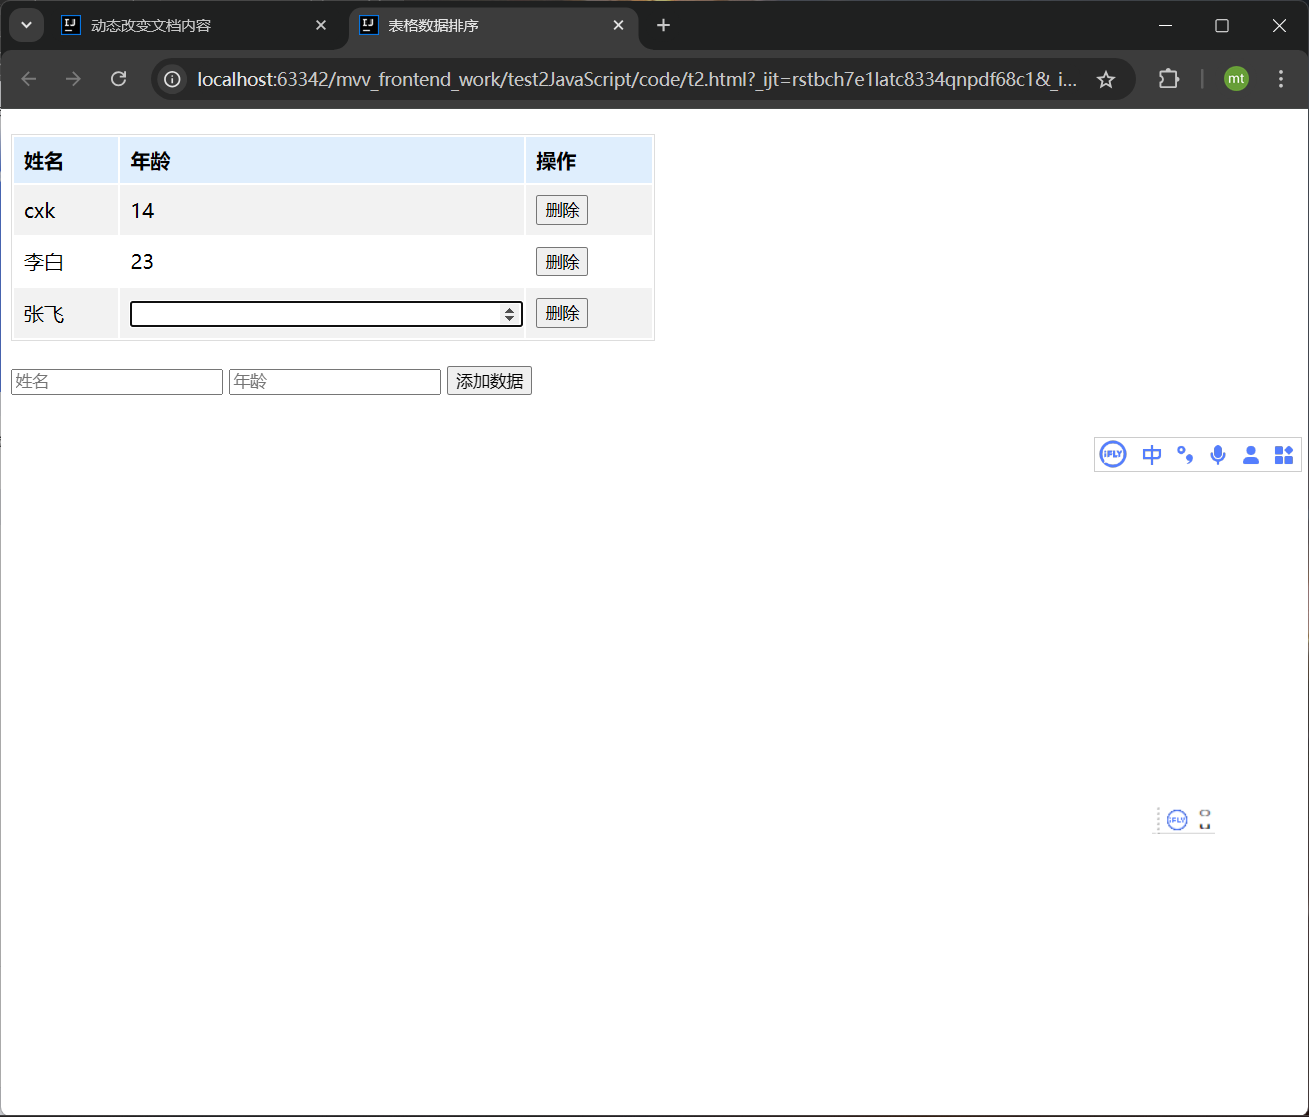 动态改变文档内容
表格数据排序
localhost:63342/mvv_frontend_work/test2JavaScript/code/t2.html?_ijt=rstbch7e1latc8334qnpdf68c1&_i...
mt
姓名 年龄 操作
cxk 14 删除
李白 23 删除
张飞 删除
姓名 年龄 添加数据
iFLY 中
iFLY